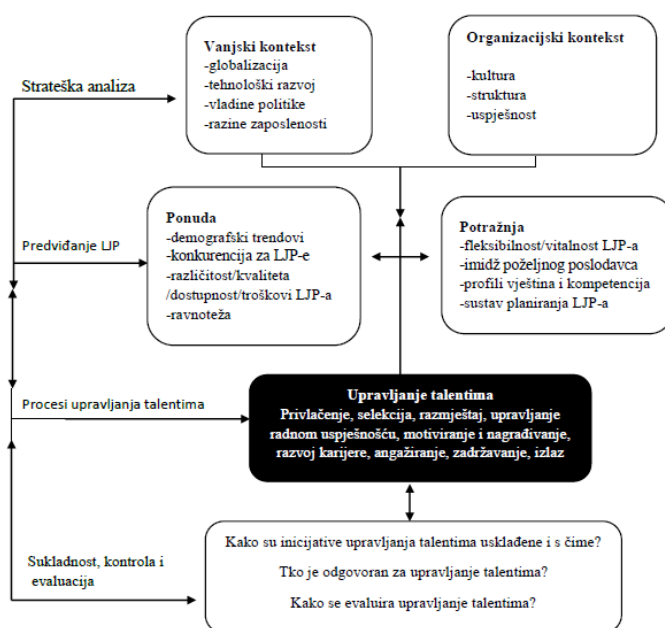 Strateška analiza
Vanjski kontekst
-globalizacija
-tehnološki razvoj
-vladine politike
-razine zaposlenosti
Organizacijski kontekst
-kultura
-struktura
-uspješnost
Predviđanje LJP
Ponuda
-demografski trendovi
-konkurencija za LJP-e
-različitost/kvaliteta
/dostupnost/troškovi LJP-a
-ravnoteža
Potražnja
-fleksibilnost/vitalnost LJP-a
-imidž poželjnog poslodavca
-profili vještina i kompetencija
-sustav planiranja LJP-a
Procesi upravljanja talentima
Upravljanje talentima
Privlačenje, selekcija, razmještaj, upravljanje
radnom uspješnošću, motiviranje i nagrađivanje,
razvoj karijere, angažiranje, zadržavanje, izlaz
Sukladnost, kontrola i
evaluacija
Kako su inicijative upravljanja talentima usklađene i s čime?
Tko je odgovoran za upravljanje talentima?
Kako se evaluira upravljanje talentima?